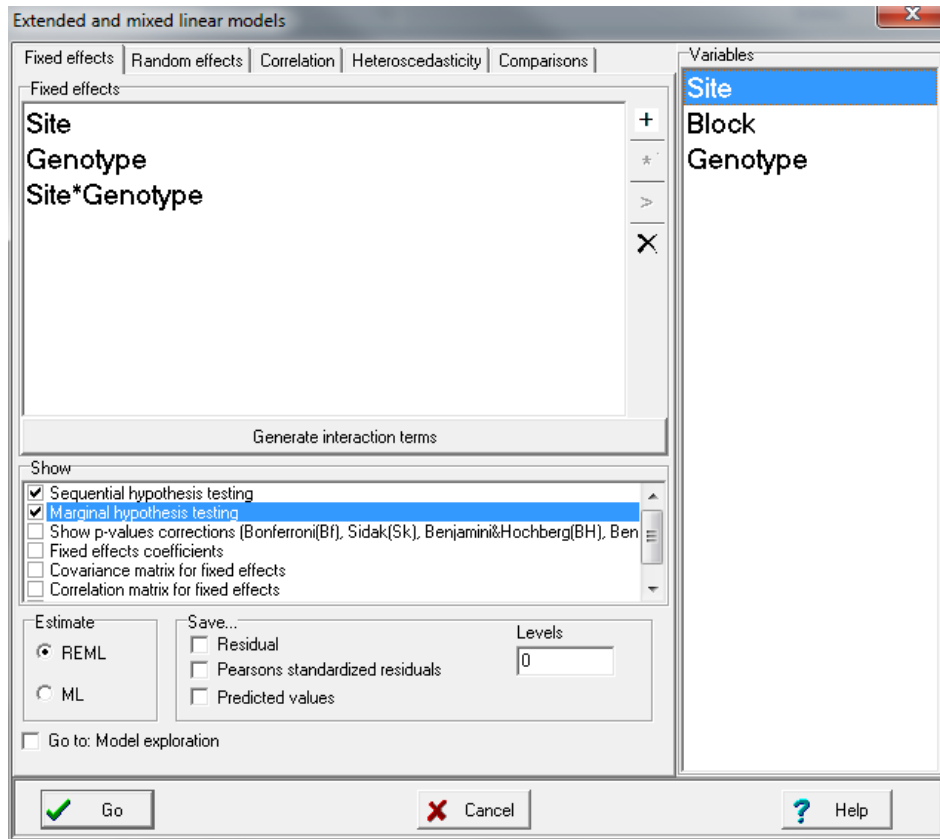 Extended and mixed linear models
Fixed effects Random effects Correlation Heteroscedasticity Comparisons
Variables
Fixed effects
Site
Genotype
Site*Genotype
+
*
>
Site
Block
Genotype
Generate interaction terms
Show
Sequential hypothesis testing
Marginal hypothesis testing
Show p-values corrections (Bonferroni(Bf), Sidak(Sk), Benjamini&Hochberg(BH), Ben
Fixed effects coefficients
Covariance matrix for fixed effects
Correlation matrix for fixed effects
Estimate
REML
ML
Save...
Residual
Pearsons standardized residuals
Predicted values
Levels
0
Go to: Model exploration
Go Cancel ? Help